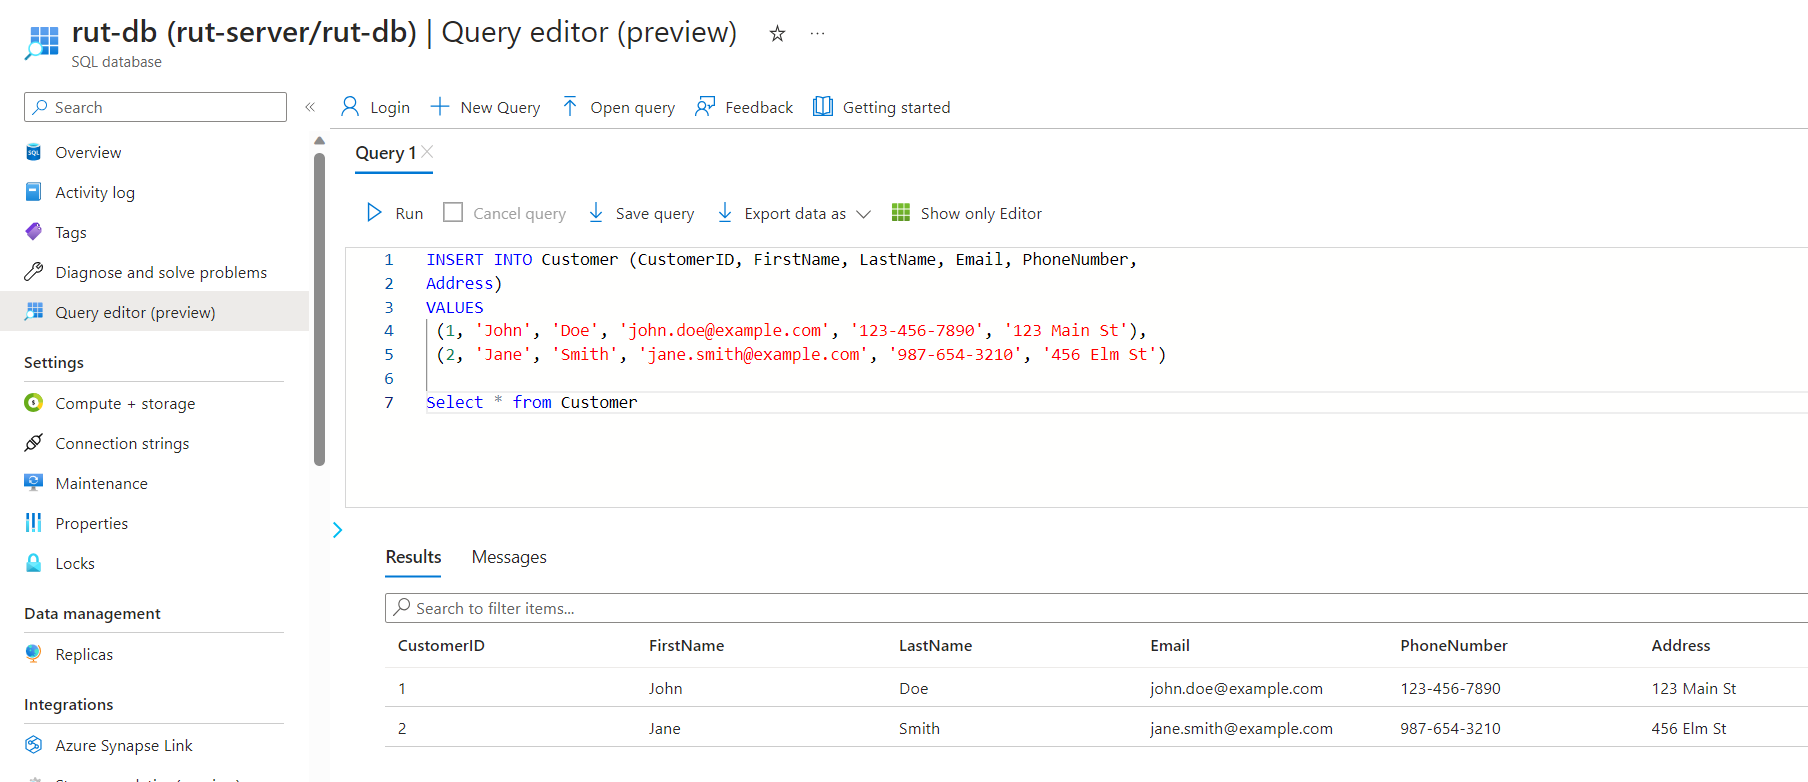 rut-db (rut-server/rut-db) | Query editor (preview)
SQL database
Search
Login
New Query
Open query
Feedback
Getting started
Overview
Activity log
Tags
Diagnose and solve problems
Query editor (preview)
Settings
Compute + storage
Connection strings
Maintenance
Properties
Locks
Data management
Replicas
Integrations
Azure Synapse Link
Query 1
Run
Cancel query
Save query
Export data as
Show only Editor
1 INSERT INTO Customer (CustomerID, FirstName, LastName, Email, PhoneNumber,
2 Address)
3 VALUES
4 (1, 'John', 'Doe', 'john.doe@example.com', '123-456-7890', '123 Main St'),
5 (2, 'Jane', 'Smith', 'jane.smith@example.com', '987-654-3210', '456 Elm St')
6
7 Select * from Customer
Results Messages
Search to filter items...
CustomerID FirstName LastName Email PhoneNumber Address
1 John Doe john.doe@example.com 123-456-7890 123 Main St
2 Jane Smith jane.smith@example.com 987-654-3210 456 Elm St